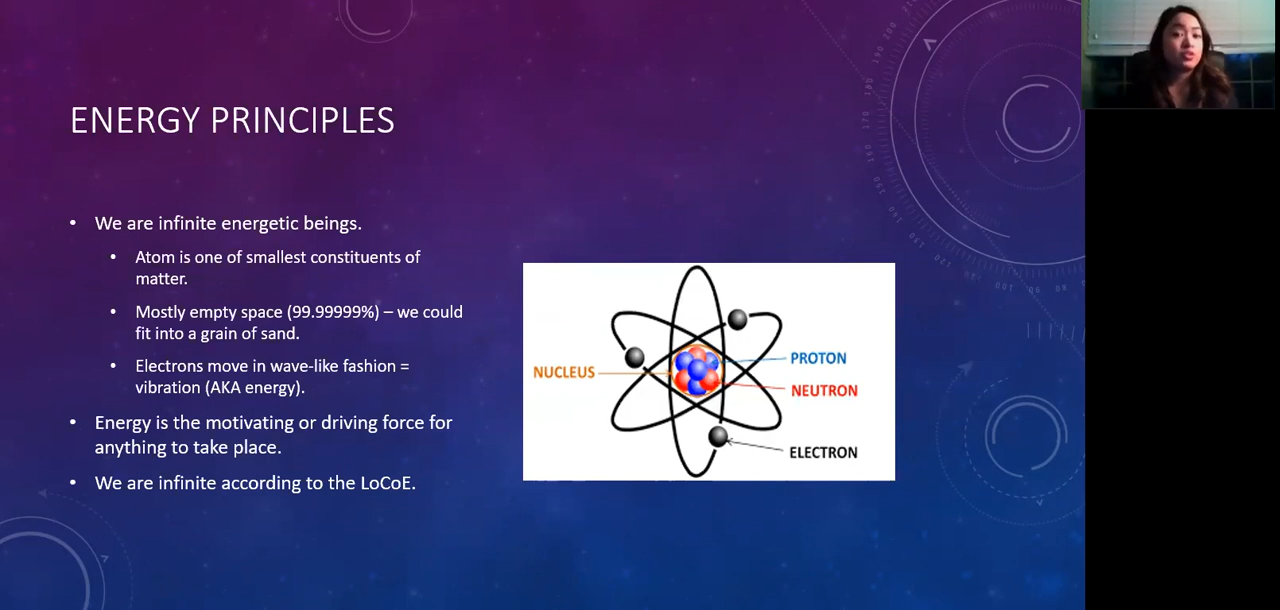 ENERGY PRINCIPLES
• We are infinite energetic beings.
• Atom is one of smallest constituents of
matter.
• Mostly empty space (99.99999%) – we could
fit into a grain of sand.
• Electrons move in wave-like fashion =
vibration (AKA energy).
• Energy is the motivating or driving force for
anything to take place.
• We are infinite according to the LoCoE.
NUCLEUS
PROTON
NEUTRON
ELECTRON